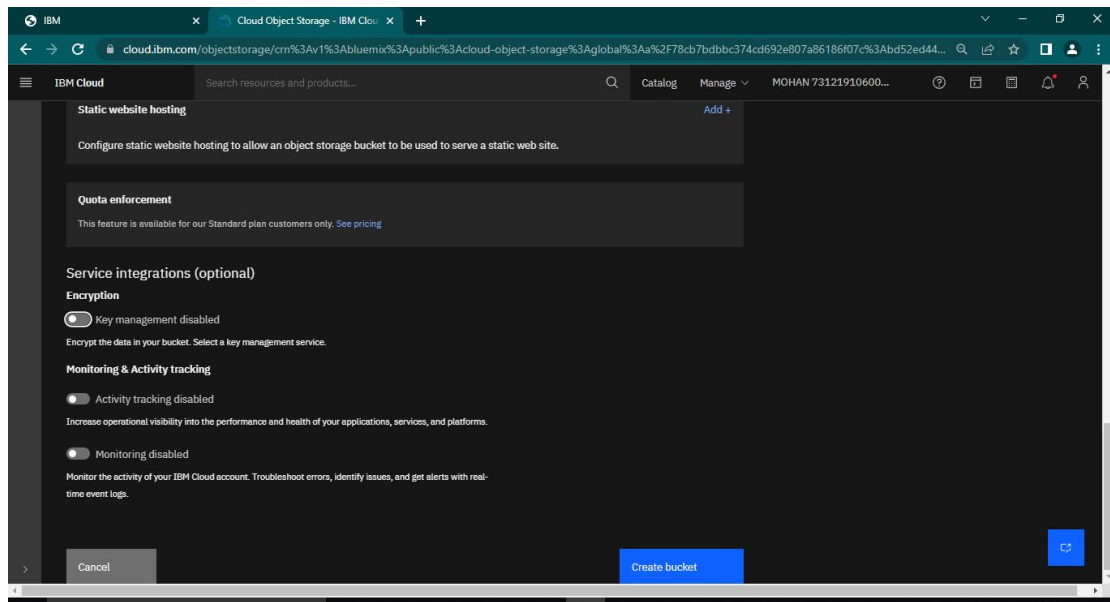 IBM
Cloud Object Storage - IBM Clou
cloud.ibm.com/objectstorage/crn%3Av1%3Abluemix%3Apublic%3Acloud-object-storage%3Aglobal%3Aa%2F78cb7bdbbc374cd692e807a86186f07c%3Abd52ed44...
IBM Cloud
Search resources and products...
Catalog
Manage
MOHAN 73121910600...
Static website hosting
Add +
Configure static website hosting to allow an object storage bucket to be used to serve a static web site.
Quota enforcement
This feature is available for our Standard plan customers only. See pricing
Service integrations (optional)
Encryption
Key management disabled
Encrypt the data in your bucket. Select a key management service.
Monitoring & Activity tracking
Activity tracking disabled
Increase operational visibility into the performance and health of your applications, services, and platforms.
Monitoring disabled
Monitor the activity of your IBM Cloud account. Troubleshoot errors, identify issues, and get alerts with real-
time event logs.
Cancel
Create bucket